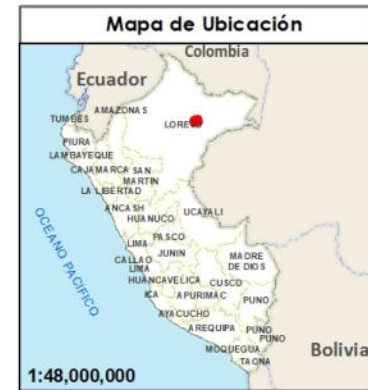 Mapa de Ubicación
Colombia
Ecuador
AMAZONAS
TUMBES
LORETO
PIURA
LAMBAYEQUE
CAJAMARCA
SAN
MARTIN
LA LIBERTAD
ANCASH
HUANUCO
UCAYALI
PASCO
LIMA
JUNIN
MADRE
DE DIOS
CALLAO
LIMA
HUANCAVELICA
CUSCO
ICA
APURIMAC
PUNO
AYACUCHO
AREQUIPA
PUNO
PUNO
MOQUEGUA
TACNA
Bolivia
OCEANO PACIFICO
1:48,000,000